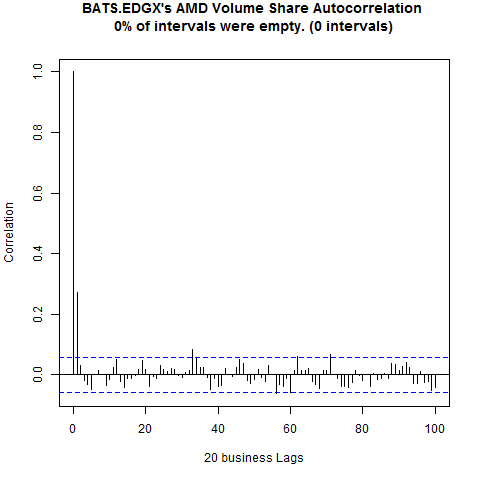 BATS.EDGX's AMD Volume Share Autocorrelation
0% of intervals were empty. (0 intervals)
1.0
0.8
0.6
0.4
0.2
0.0
Correlation
0 20 40 60 80 100
20 business Lags